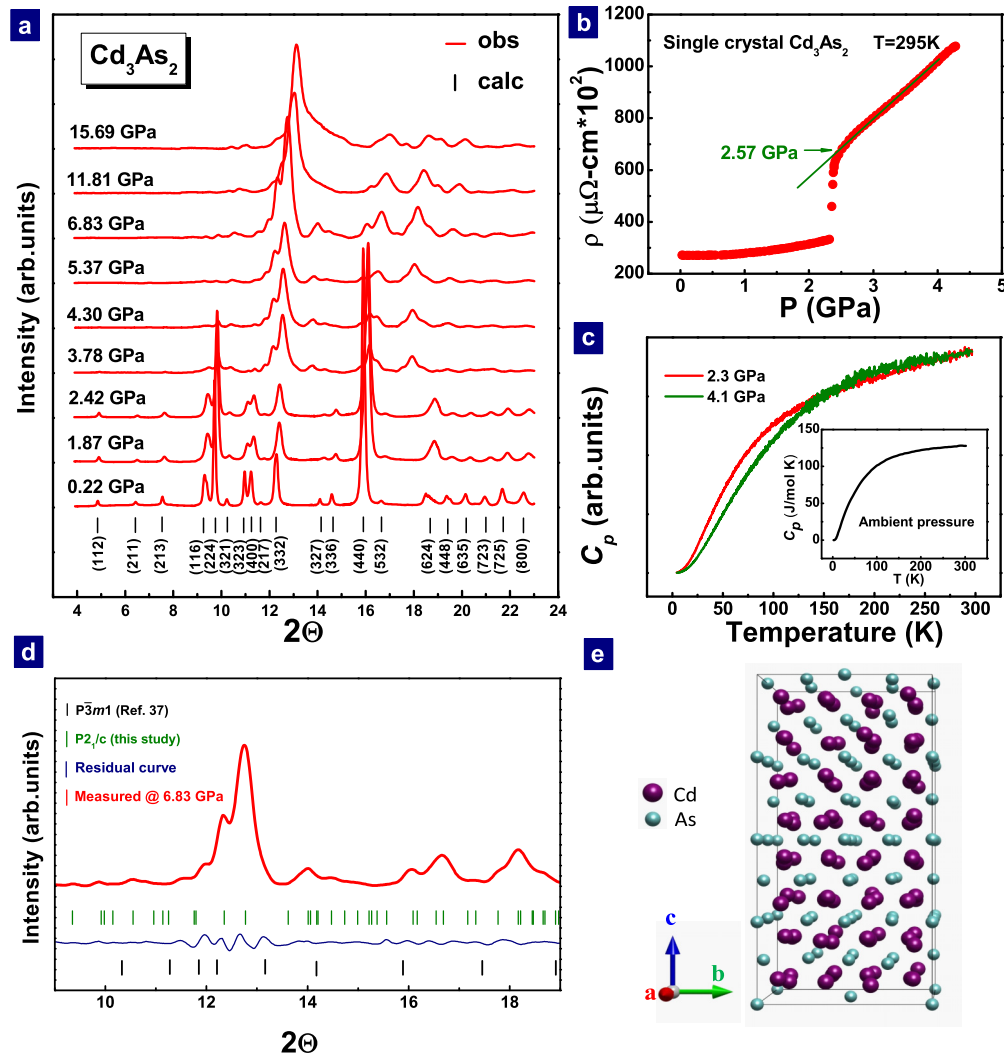 a
Cd3As2
obs
calc
15.69 GPa
11.81 GPa
6.83 GPa
5.37 GPa
4.30 GPa
3.78 GPa
2.42 GPa
1.87 GPa
0.22 GPa
Intensity (arb.units)
(112) (211) (213) (116) (224) (321) (323) (400) (217) (332) (327) (336) (440) (532) (624) (448) (635) (723) (725) (800)
4 6 8 10 12 14 16 18 20 22 24
2Θ
b
Single crystal Cd3As2 T=295K
2.57 GPa
ρ (μΩ-cm*10²)
1200
1000
800
600
400
200
0 1 2 3 4 5
P (GPa)
c
2.3 GPa
4.1 GPa
Cp (arb.units)
0 50 100 150 200 250 300
Temperature (K)
Cp (J/mol K)
150
100
50
0
Ambient pressure
0 100 200 300
T (K)
d
P3̅m1 (Ref. 37)
P21/c (this study)
Residual curve
Measured @ 6.83 GPa
Intensity (arb.units)
10 12 14 16 18
2Θ
e
Cd
As
c
b
a